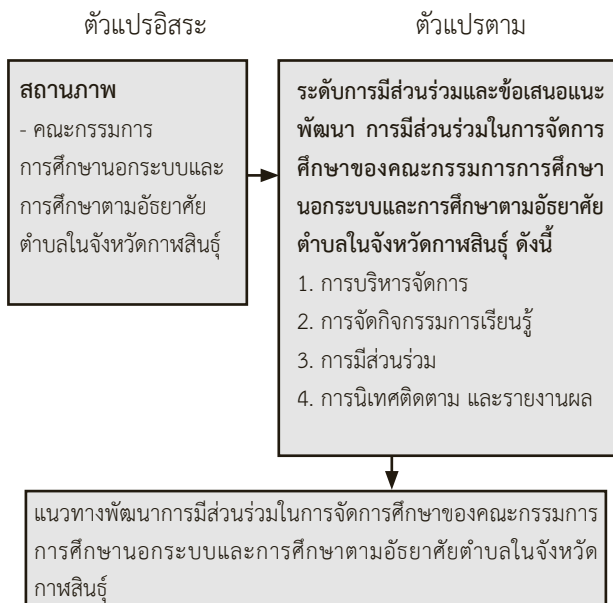 ตัวแปรอิสระ
ตัวแปรตาม
สถานภาพ
- คณะกรรมการ
การศึกษานอกระบบและ
การศึกษาตามอัธยาศัย
ตำบลในจังหวัดกาฬสินธุ์
ระดับการมีส่วนร่วมและข้อเสนอแนะ
พัฒนา การมีส่วนร่วมในการจัดการ
ศึกษาของคณะกรรมการการศึกษา
นอกระบบและการศึกษาตามอัธยาศัย
ตำบลในจังหวัดกาฬสินธุ์ ดังนี้
1. การบริหารจัดการ
2. การจัดกิจกรรมการเรียนรู้
3. การมีส่วนร่วม
4. การนิเทศติดตาม และรายงานผล
แนวทางพัฒนาการมีส่วนร่วมในการจัดการศึกษาของคณะกรรมการ
การศึกษานอกระบบและการศึกษาตามอัธยาศัยตำบลในจังหวัด
กาฬสินธุ์